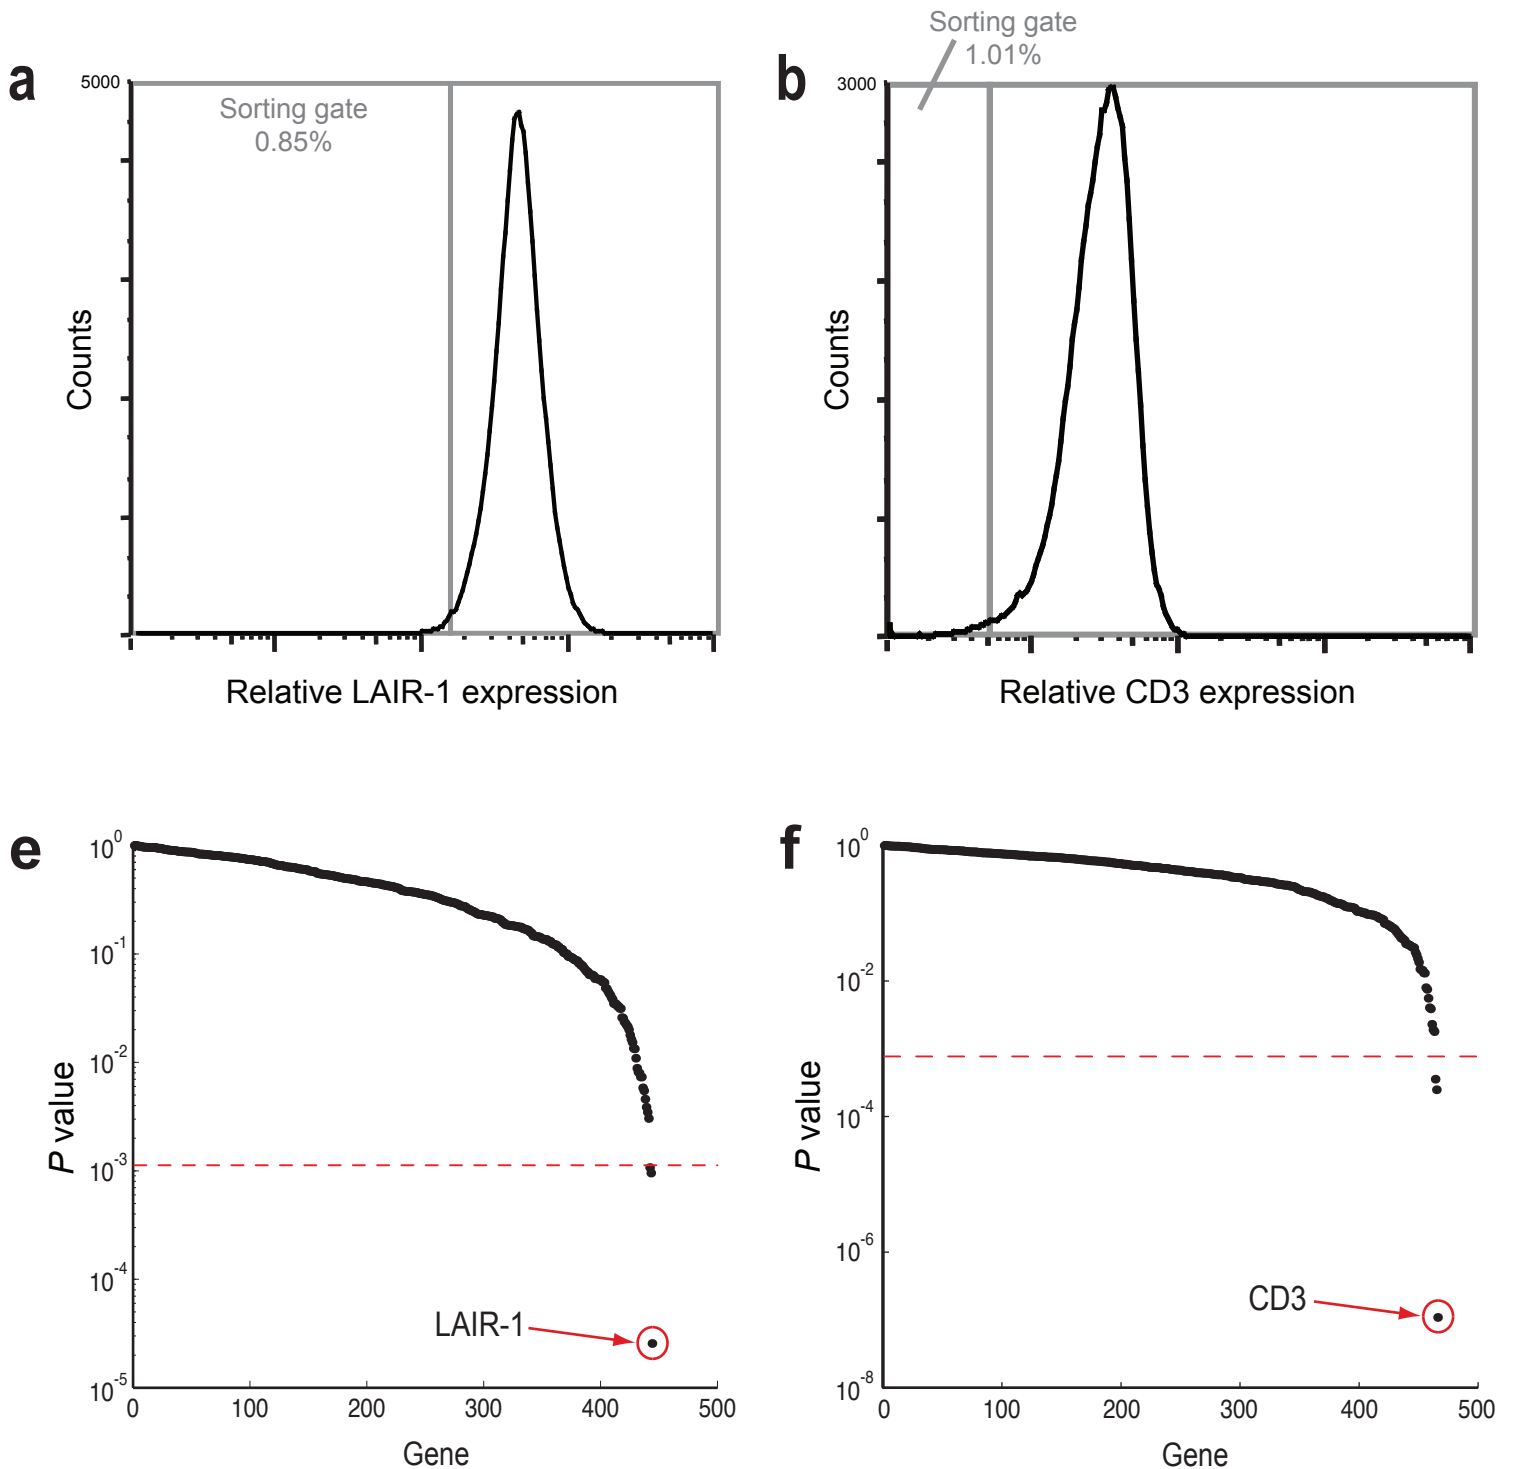 a
5000
Sorting gate
0.85%
Counts
Relative LAIR-1 expression
b
Sorting gate
1.01%
3000
Counts
Relative CD3 expression
e
10^0
10^-1
10^-2
10^-3
10^-4
10^-5
P value
LAIR-1
0 100 200 300 400 500
Gene
f
10^0
10^-2
10^-4
10^-6
10^-8
P value
CD3
0 100 200 300 400 500
Gene